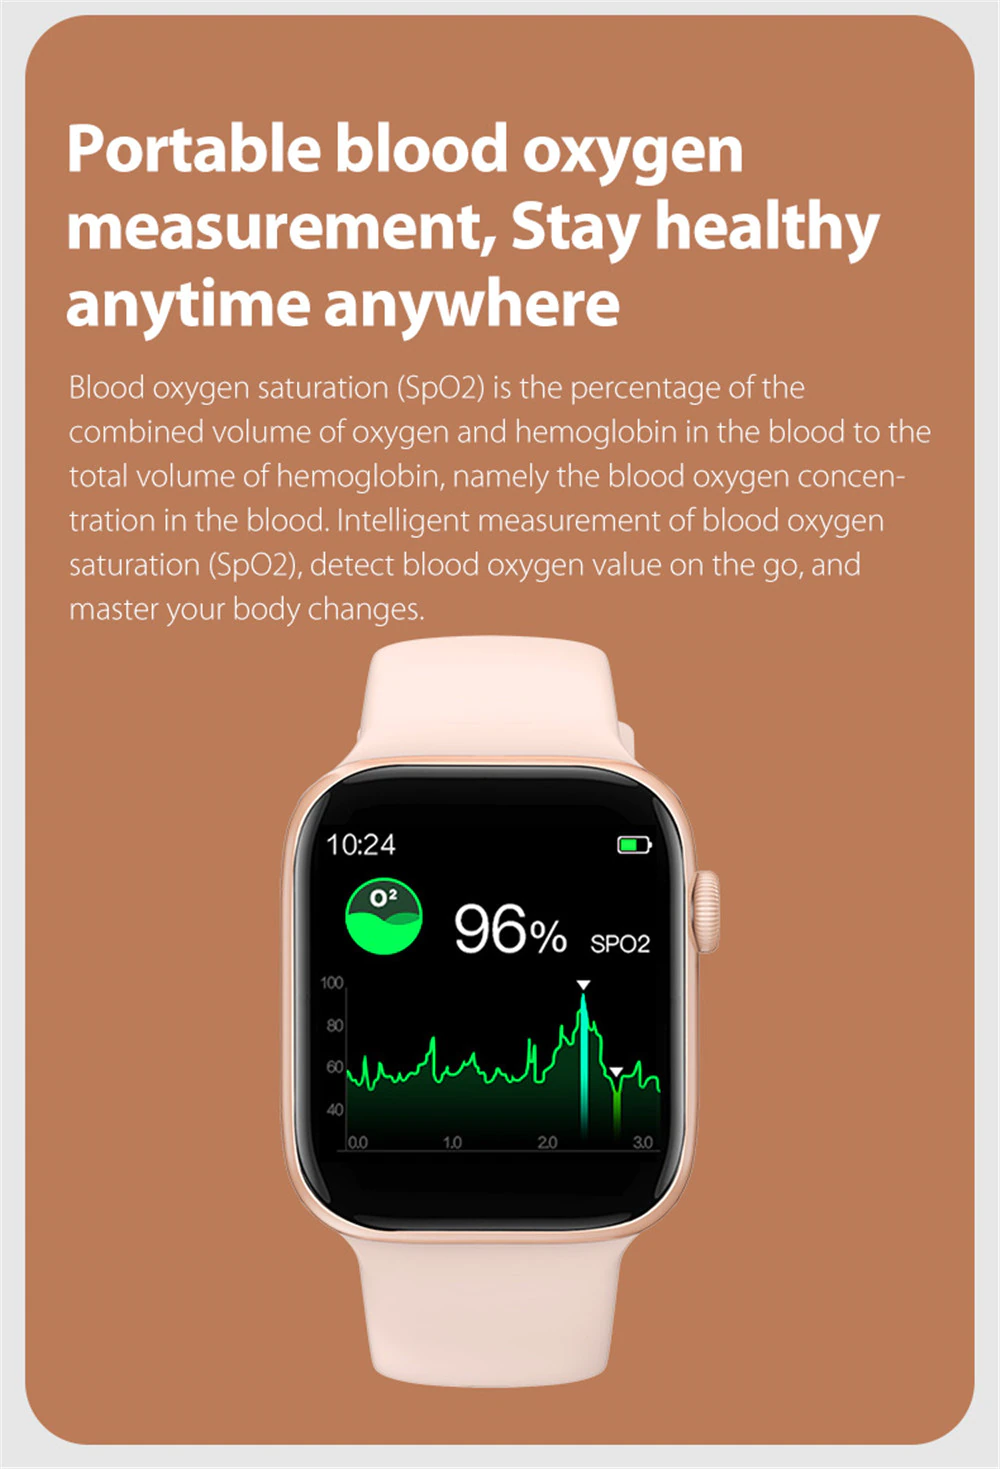 Portable blood oxygen
measurement, Stay healthy
anytime anywhere
Blood oxygen saturation (SpO2) is the percentage of the
combined volume of oxygen and hemoglobin in the blood to the
total volume of hemoglobin, namely the blood oxygen concen-
tration in the blood. Intelligent measurement of blood oxygen
saturation (SpO2), detect blood oxygen value on the go, and
master your body changes.
10:24
O²
96% SPO2
100
80
60
40
0.0 1.0 2.0 3.0